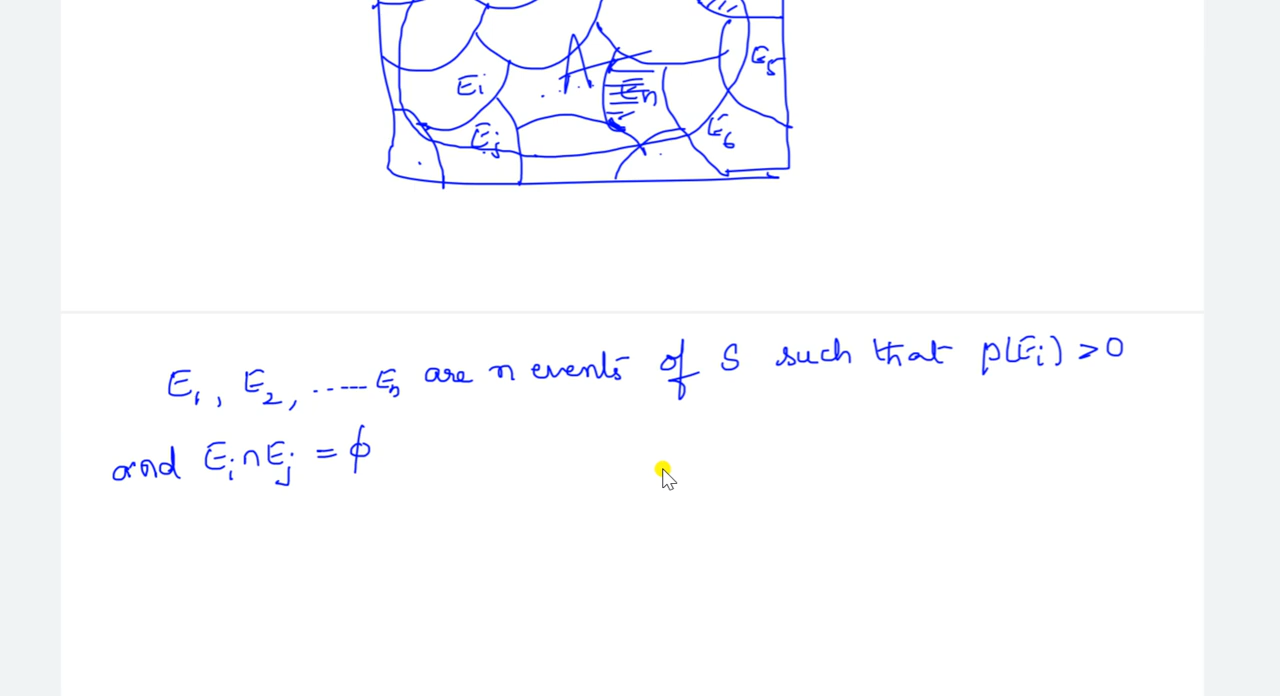 E5
Ei
A
En
E6
Ej
E1, E2, ..... En are n events of S such that p(Ei) > 0
and Ei ∩ Ej = ϕ